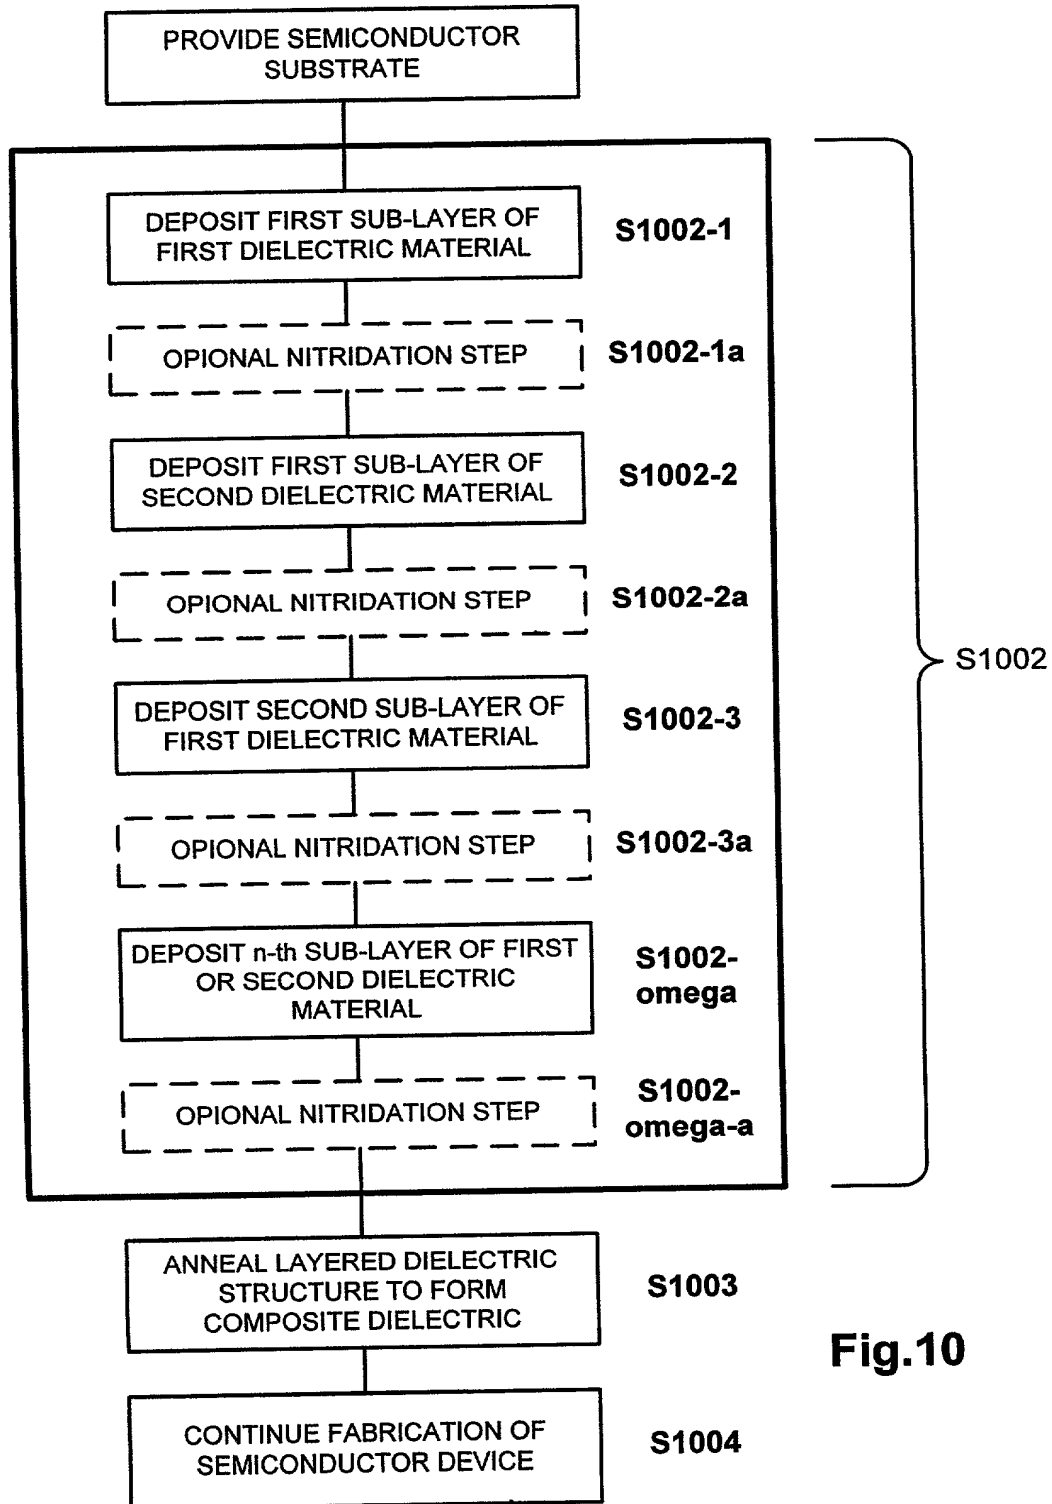 PROVIDE SEMICONDUCTOR
SUBSTRATE
DEPOSIT FIRST SUB-LAYER OF
FIRST DIELECTRIC MATERIAL
S1002-1
OPIONAL NITRIDATION STEP
S1002-1a
DEPOSIT FIRST SUB-LAYER OF
SECOND DIELECTRIC MATERIAL
S1002-2
OPIONAL NITRIDATION STEP
S1002-2a
S1002
DEPOSIT SECOND SUB-LAYER OF
FIRST DIELECTRIC MATERIAL
S1002-3
OPIONAL NITRIDATION STEP
S1002-3a
DEPOSIT n-th SUB-LAYER OF FIRST
OR SECOND DIELECTRIC
MATERIAL
S1002-
omega
OPIONAL NITRIDATION STEP
S1002-
omega-a
ANNEAL LAYERED DIELECTRIC
STRUCTURE TO FORM
COMPOSITE DIELECTRIC
S1003
Fig.10
CONTINUE FABRICATION OF
SEMICONDUCTOR DEVICE
S1004